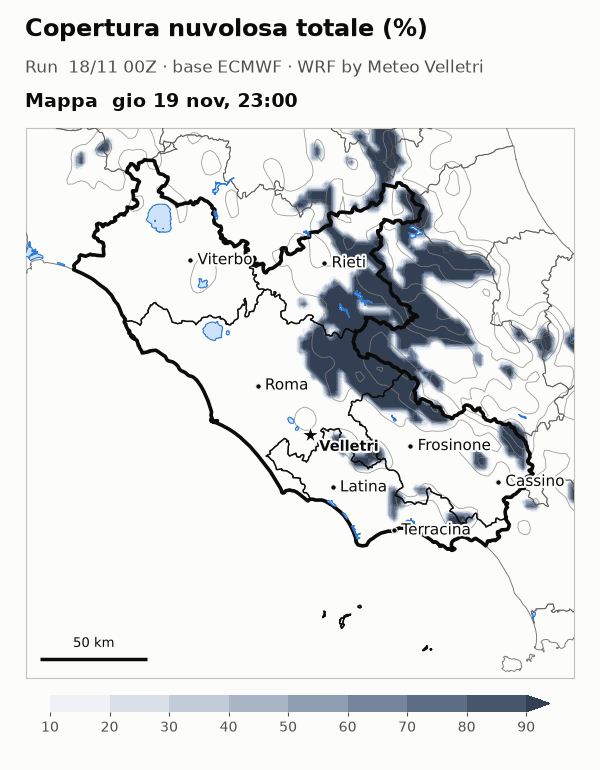 Copertura nuvolosa totale (%)
Run  18/11 00Z · base ECMWF · WRF by Meteo Velletri
Mappa  gio 19 nov, 23:00
Viterbo
Rieti
Roma
Velletri
Frosinone
Latina
Cassino
Terracina
50 km
10 20 30 40 50 60 70 80 90